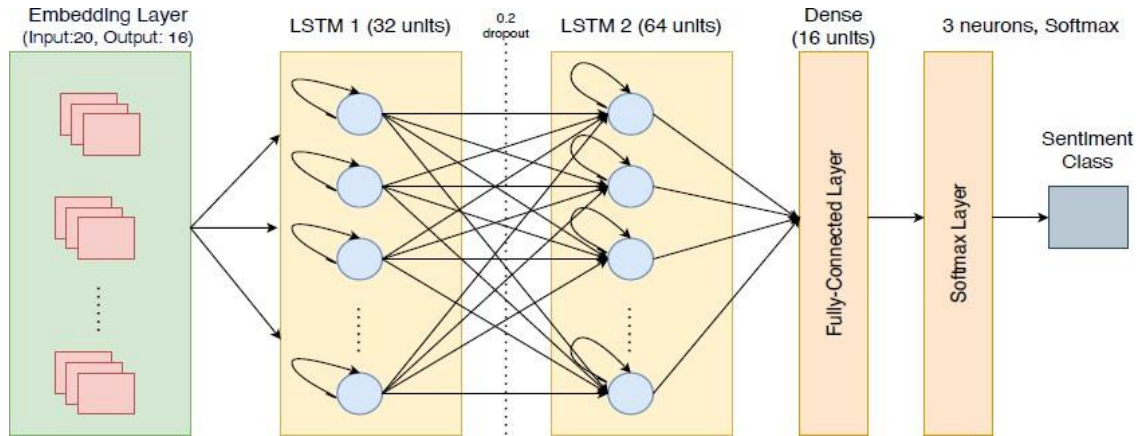 Embedding Layer
(Input:20, Output: 16)
LSTM 1 (32 units)
0.2
dropout
LSTM 2 (64 units)
Dense
(16 units)
3 neurons, Softmax
Fully-Connected Layer
Softmax Layer
Sentiment
Class